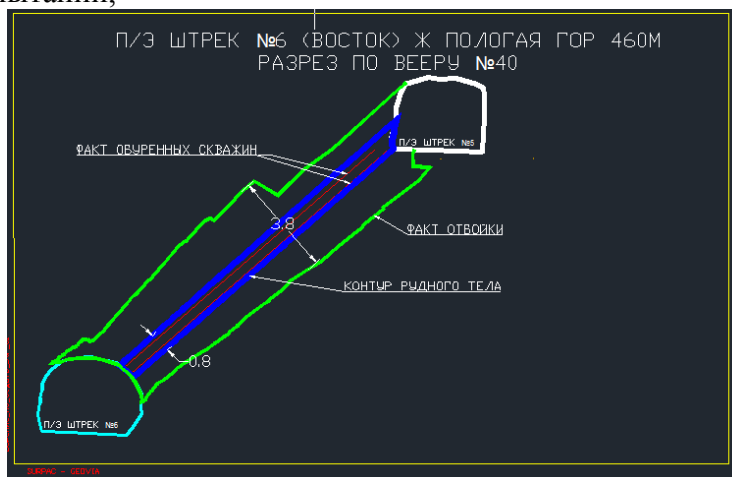 П/Э ШТРЕК №6 (ВОСТОК) Ж ПОЛОГАЯ ГОР 460М
РАЗРЕЗ ПО ВЕЕРУ №40
П/Э ШТРЕК №5
ФАКТ ОБУРЕННЫХ СКВАЖИН
3.8
ФАКТ ОТБОЙКИ
КОНТУР РУДНОГО ТЕЛА
0.8
П/Э ШТРЕК №6
SURPAC - GEOVIA